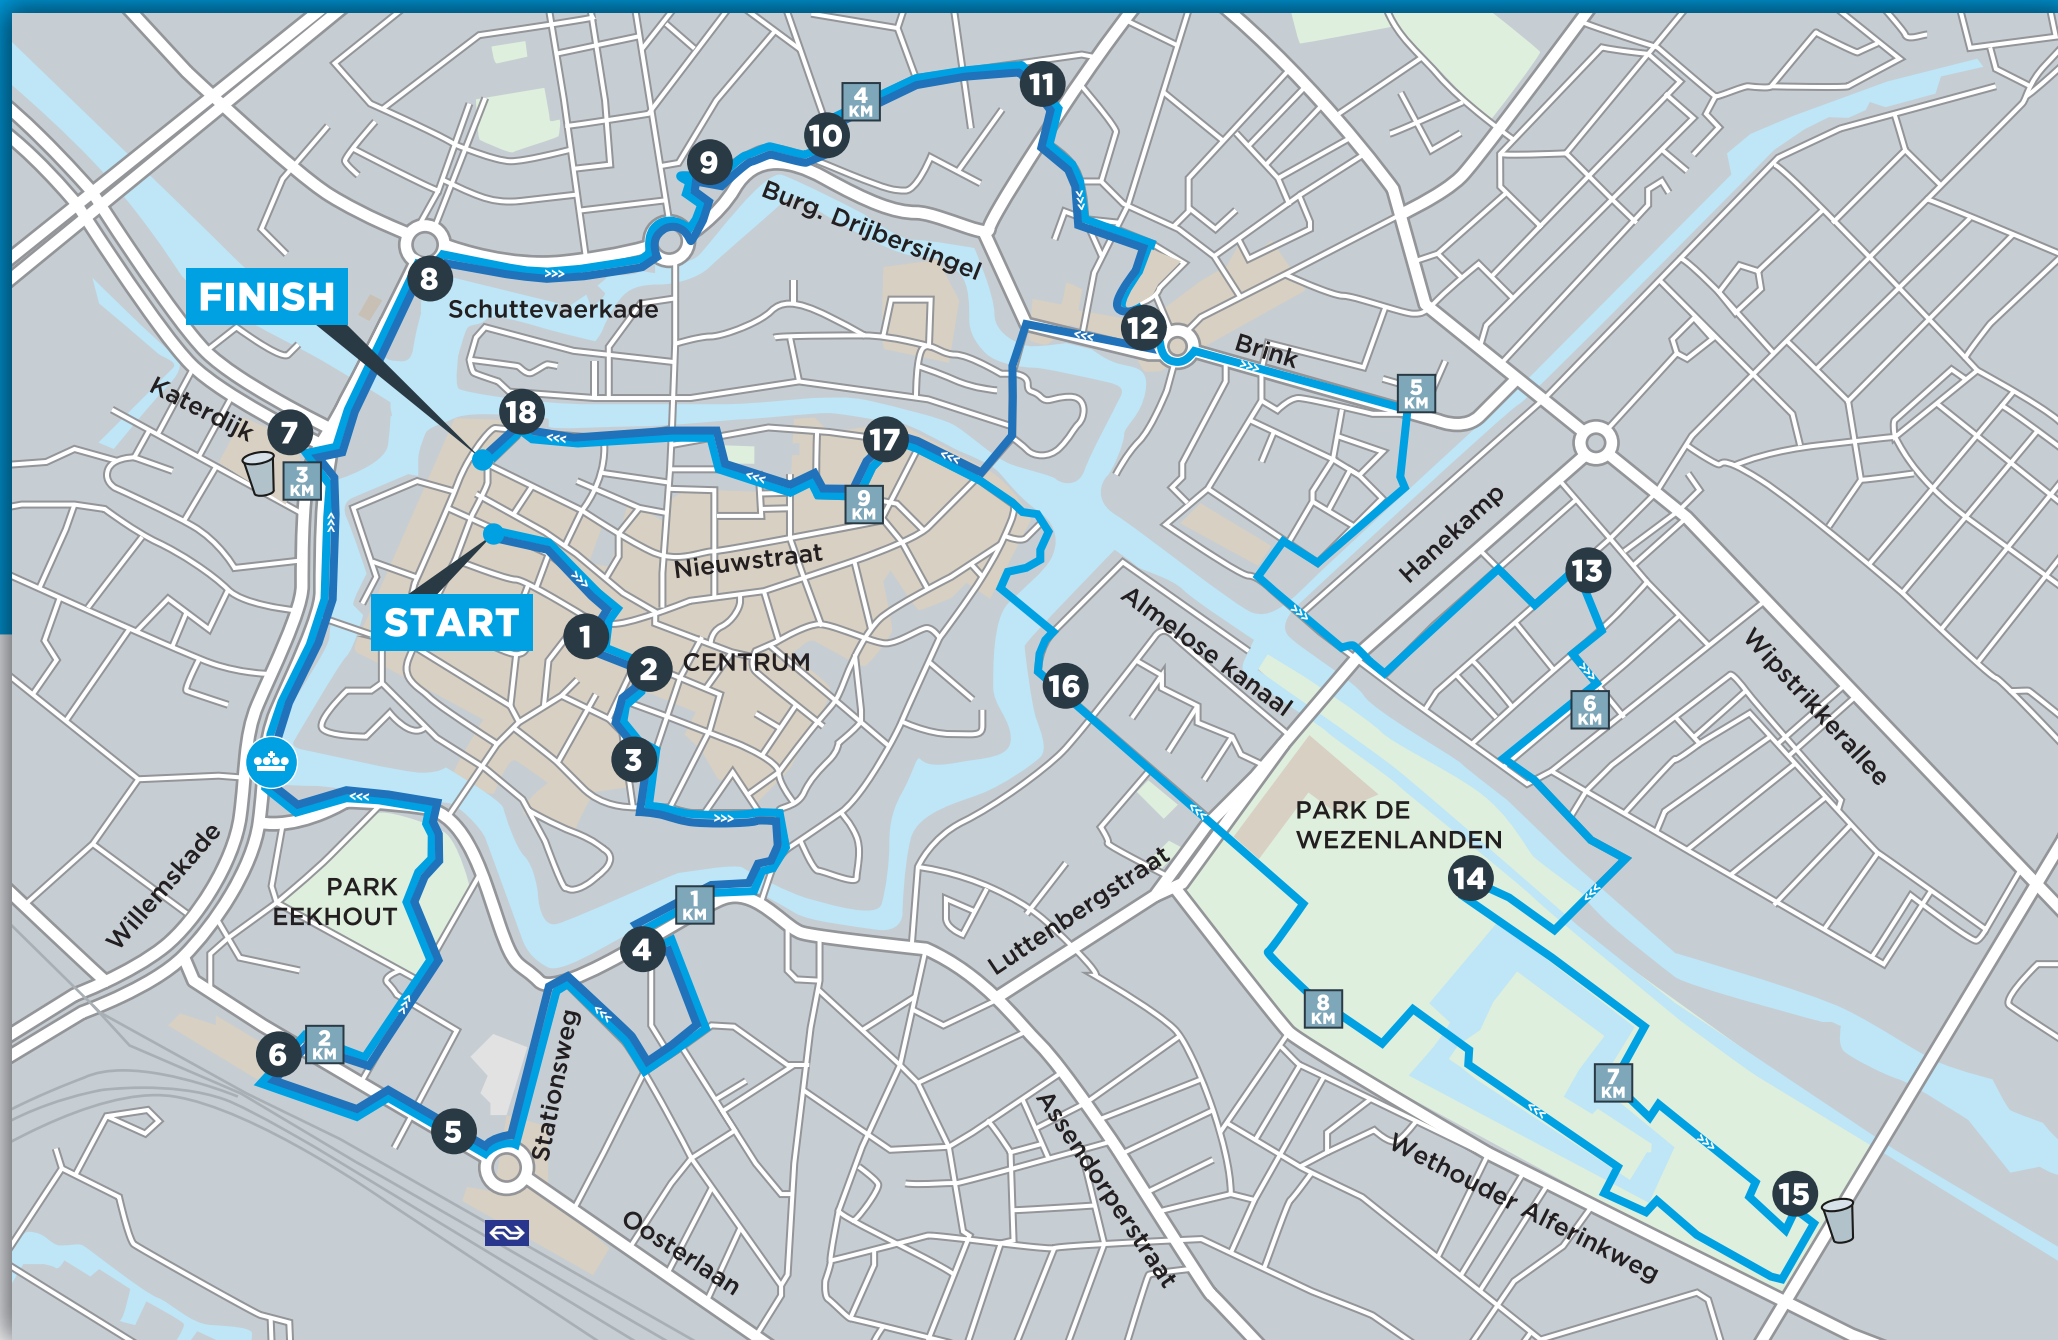 11
4
KM
10
9
Burg. Drijbersingel
8
FINISH
Schuttevaerkade
12
Brink
5
KM
Katerdijk
7
3
KM
18
17
9
KM
Hanekamp
Nieuwstraat
13
START
1
2
CENTRUM
Almelose kanaal
16
6
KM
Wipstrikkerallee
3
Willemskade
PARK
EEKHOUT
PARK DE
WEZENLANDEN
14
1
KM
4
Luttenbergstraat
8
KM
2
KM
6
5
Stationsweg
7
KM
Assendorperstraat
Wethouder Alferinkweg
15
Oosterlaan